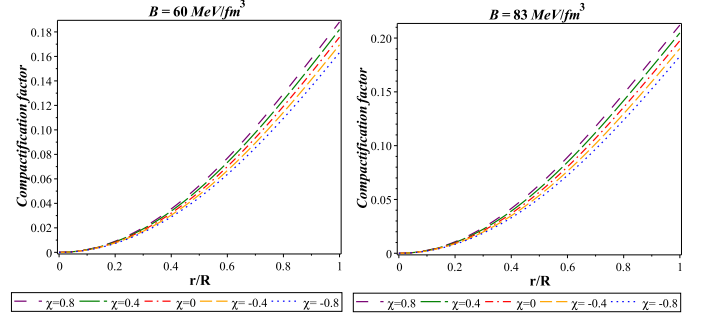 B = 60 MeV/fm³
Compactification factor
0.18
0.16
0.14
0.12
0.10
0.08
0.06
0.04
0.02
0
0 0.2 0.4 0.6 0.8 1
r/R
χ=0.8 χ=0.4 χ=0 χ= -0.4 χ= -0.8
B = 83 MeV/fm³
Compactification factor
0.20
0.15
0.10
0.05
0
0 0.2 0.4 0.6 0.8 1
r/R
χ=0.8 χ=0.4 χ=0 χ= -0.4 χ= -0.8